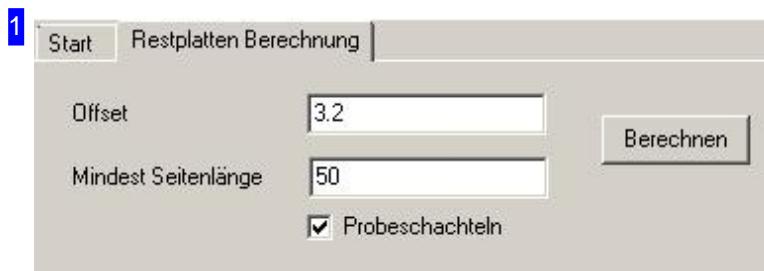 1
Start Restplatten Berechnung
Offset 3.2
Berechnen
Mindest Seitenlänge 50
Probeschachteln